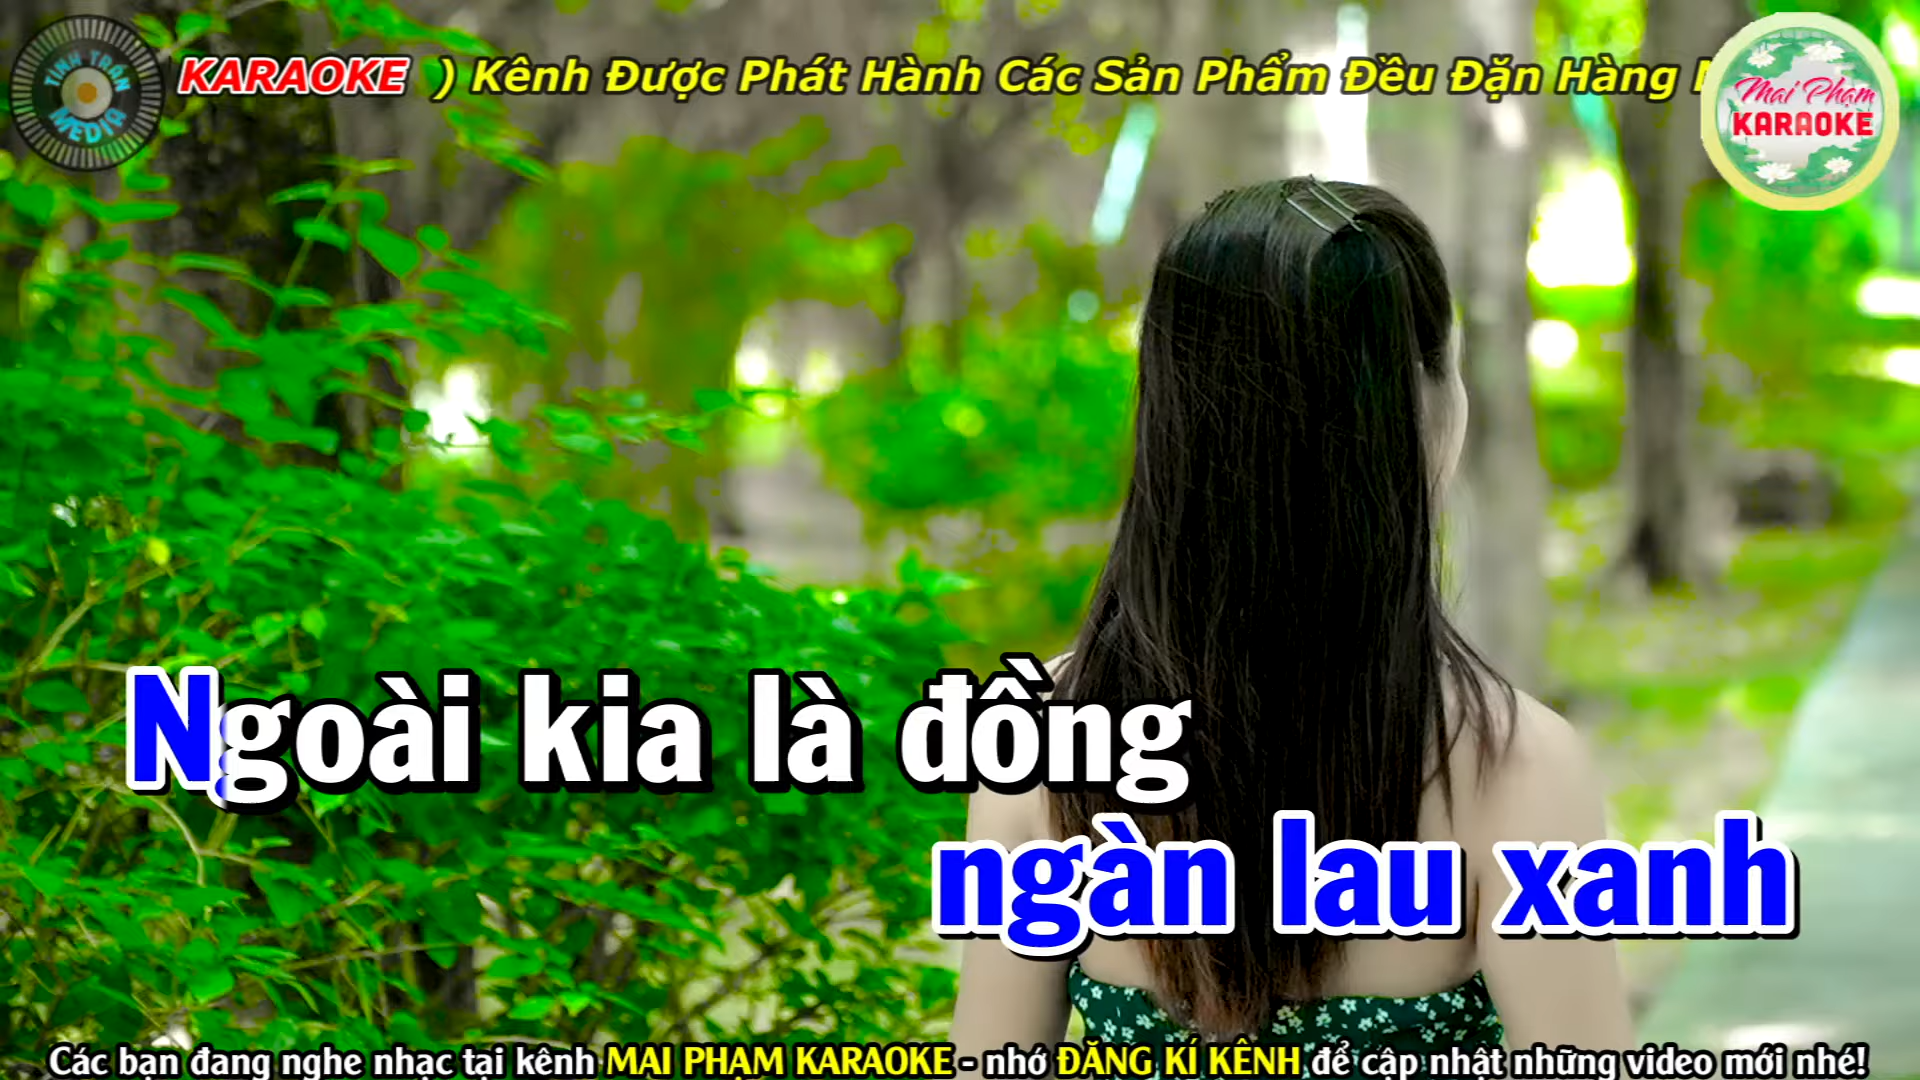 TÌNH TRẦN
MEDIA
KARAOKE ) Kênh Được Phát Hành Các Sản Phẩm Đều Đặn Hàng
Mai Phạm
KARAOKE
Ngoài kia là đồng
ngàn lau xanh
Các bạn đang nghe nhạc tại kênh MAI PHẠM KARAOKE - nhớ ĐĂNG KÍ KÊNH để cập nhật những video mới nhé!